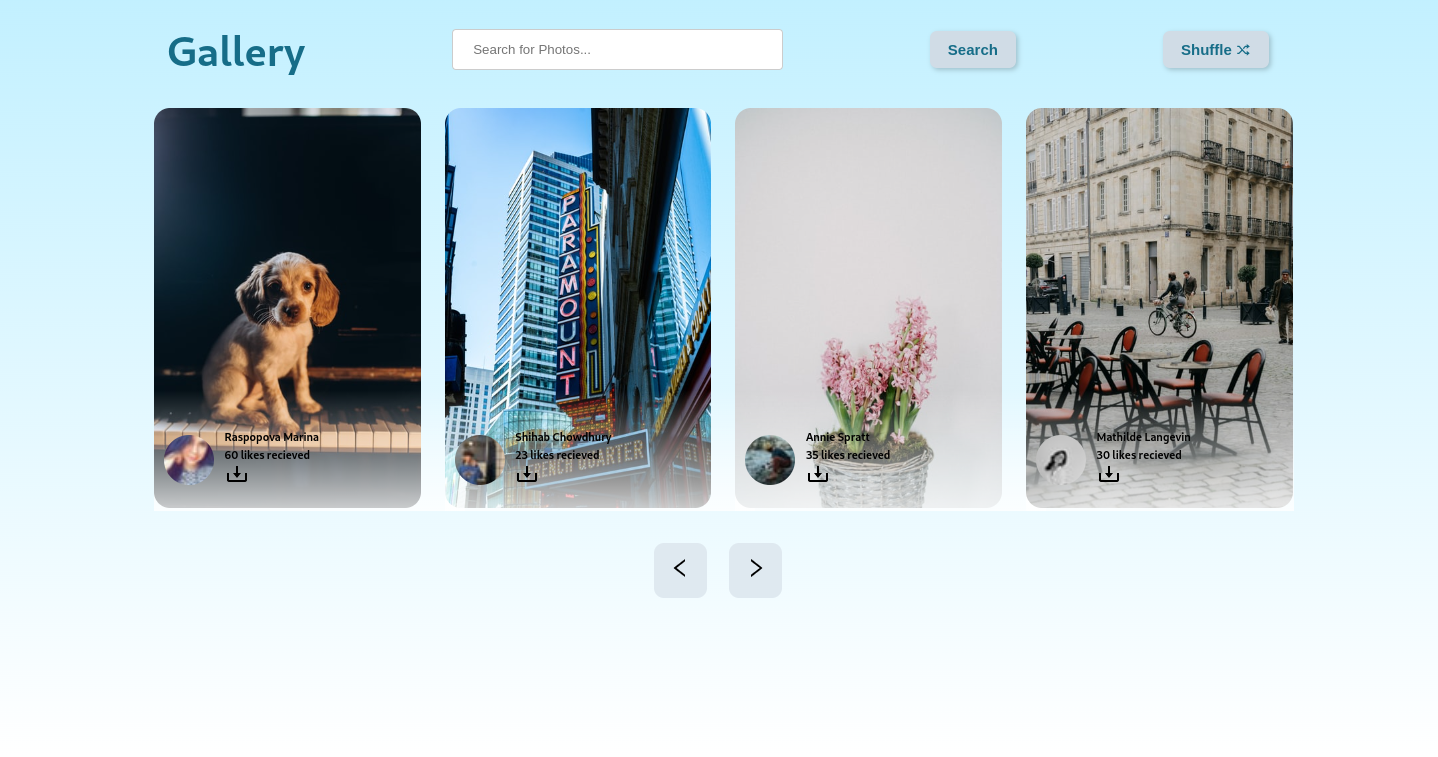 Gallery
Search for Photos...
Search
Shuffle
PARAMOUNT
FRENCH QUARTER
Raspopova Marina
60 likes recieved
Shihab Chowdhury
23 likes recieved
Annie Spratt
35 likes recieved
Mathilde Langevin
30 likes recieved